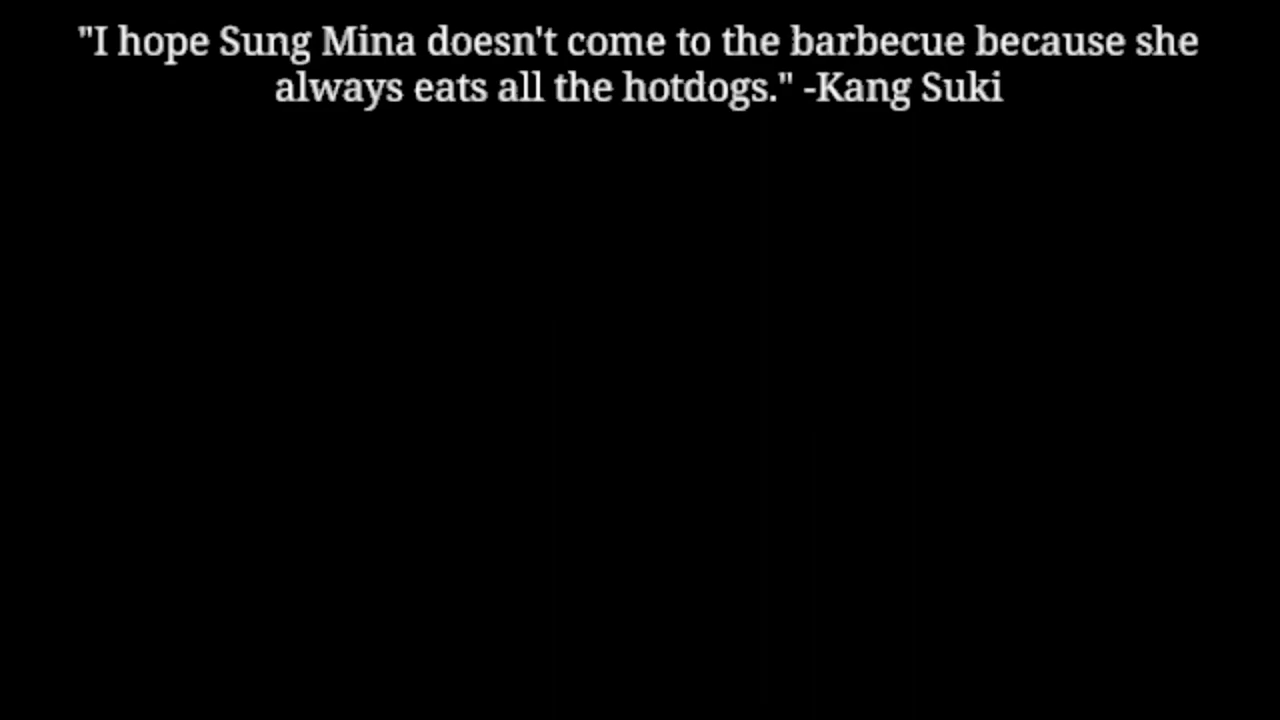 "I hope Sung Mina doesn't come to the barbecue because she
always eats all the hotdogs." -Kang Suki